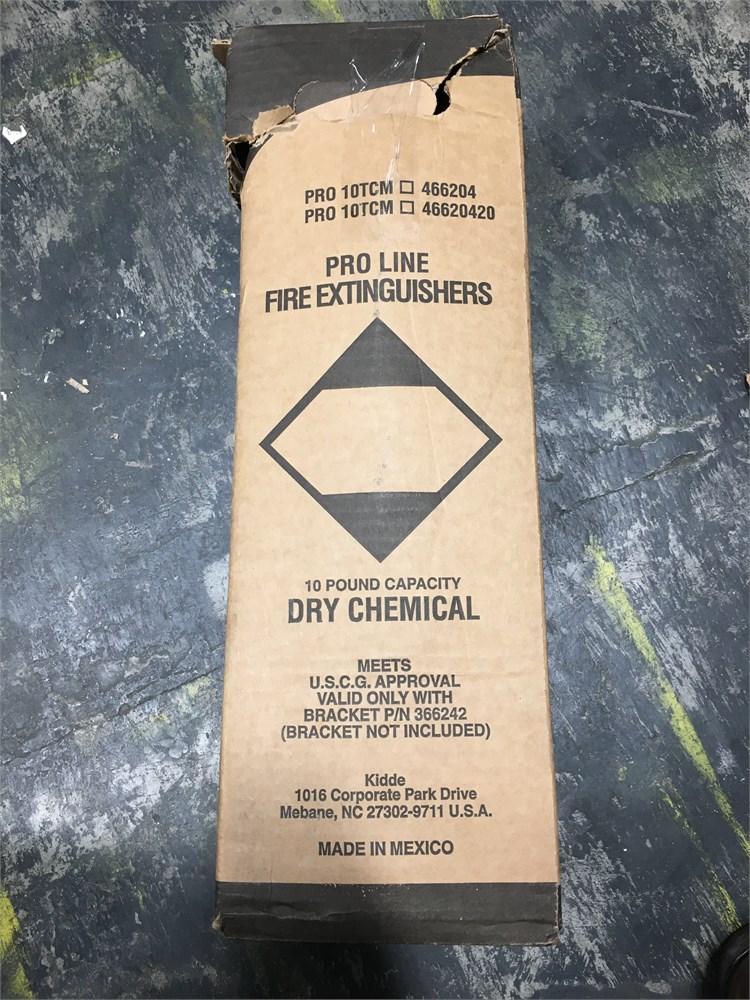 PRO 10TCM ☐ 466204
PRO 10TCM ☐ 46620420
PRO LINE
FIRE EXTINGUISHERS
10 POUND CAPACITY
DRY CHEMICAL
MEETS
U.S.C.G. APPROVAL
VALID ONLY WITH
BRACKET P/N 366242
(BRACKET NOT INCLUDED)
Kidde
1016 Corporate Park Drive
Mebane, NC 27302-9711 U.S.A.
MADE IN MEXICO